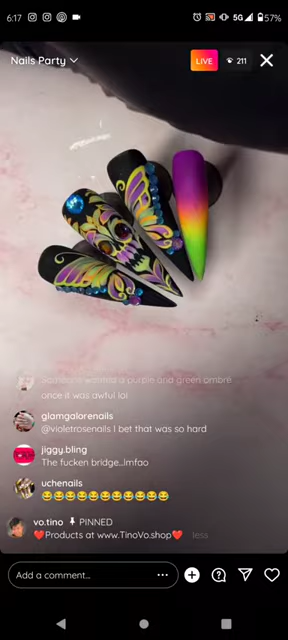 6:17
5G
57%
Nails Party
LIVE
211
Someone wanted a purple and green ombré
once it was awful lol
glamgalorenails
@violetrosenails I bet that was so hard
jiggy.bling
The fucken bridge...lmfao
uchenails
😂😂😂😂😂😂😂😂😂😂😂
vo.tino PINNED
❤️Products at www.TinoVo.shop❤️ less
Add a comment...